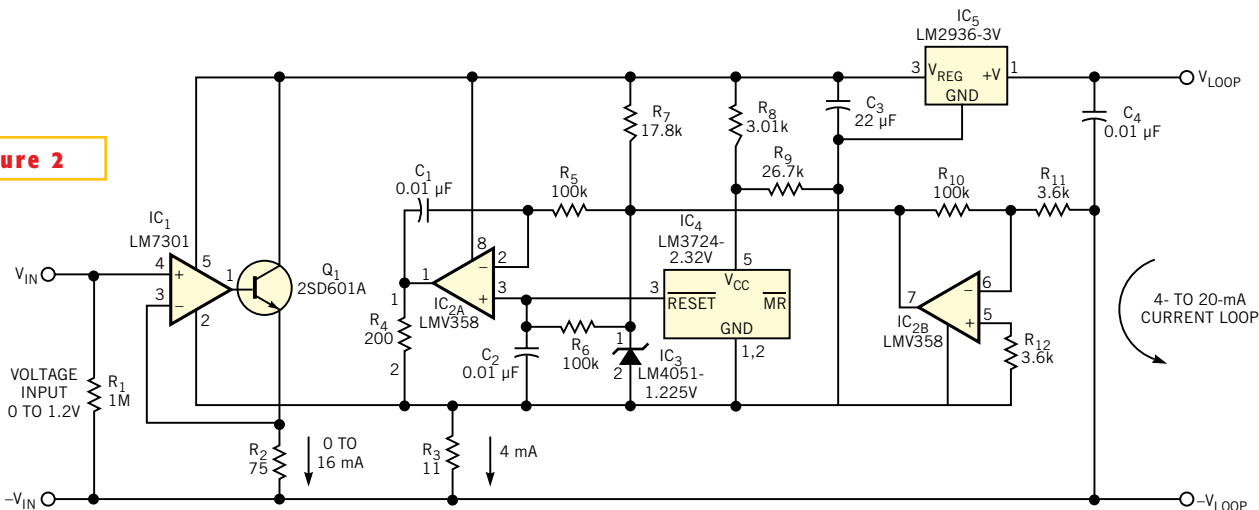 ure 2
IC5
LM2936-3V
3 VREG +V 1
GND
VLOOP
R7
17.8k
R8
3.01k
C3
22 µF
C4
0.01 µF
R9
26.7k
C1
0.01 µF
R5
100k
R10
100k
R11
3.6k
IC1
LM7301
IC4
LM3724-
2.32V
VIN
4 + 5
1
3 −
2
Q1
2SD601A
8
2
−
1
3
+
IC2A
LMV358
3
RESET
5
VCC
MR
GND
1,2
7
6
−
5
+
IC2B
LMV358
4- TO 20-mA
CURRENT LOOP
1
R4
200
2
C2
0.01 µF
R6
100k
1
2
IC3
LM4051-
1.225V
R12
3.6k
VOLTAGE
INPUT
0 TO 1.2V
R1
1M
R2
75
0 TO
16 mA
R3
11
4 mA
−VIN
−VLOOP